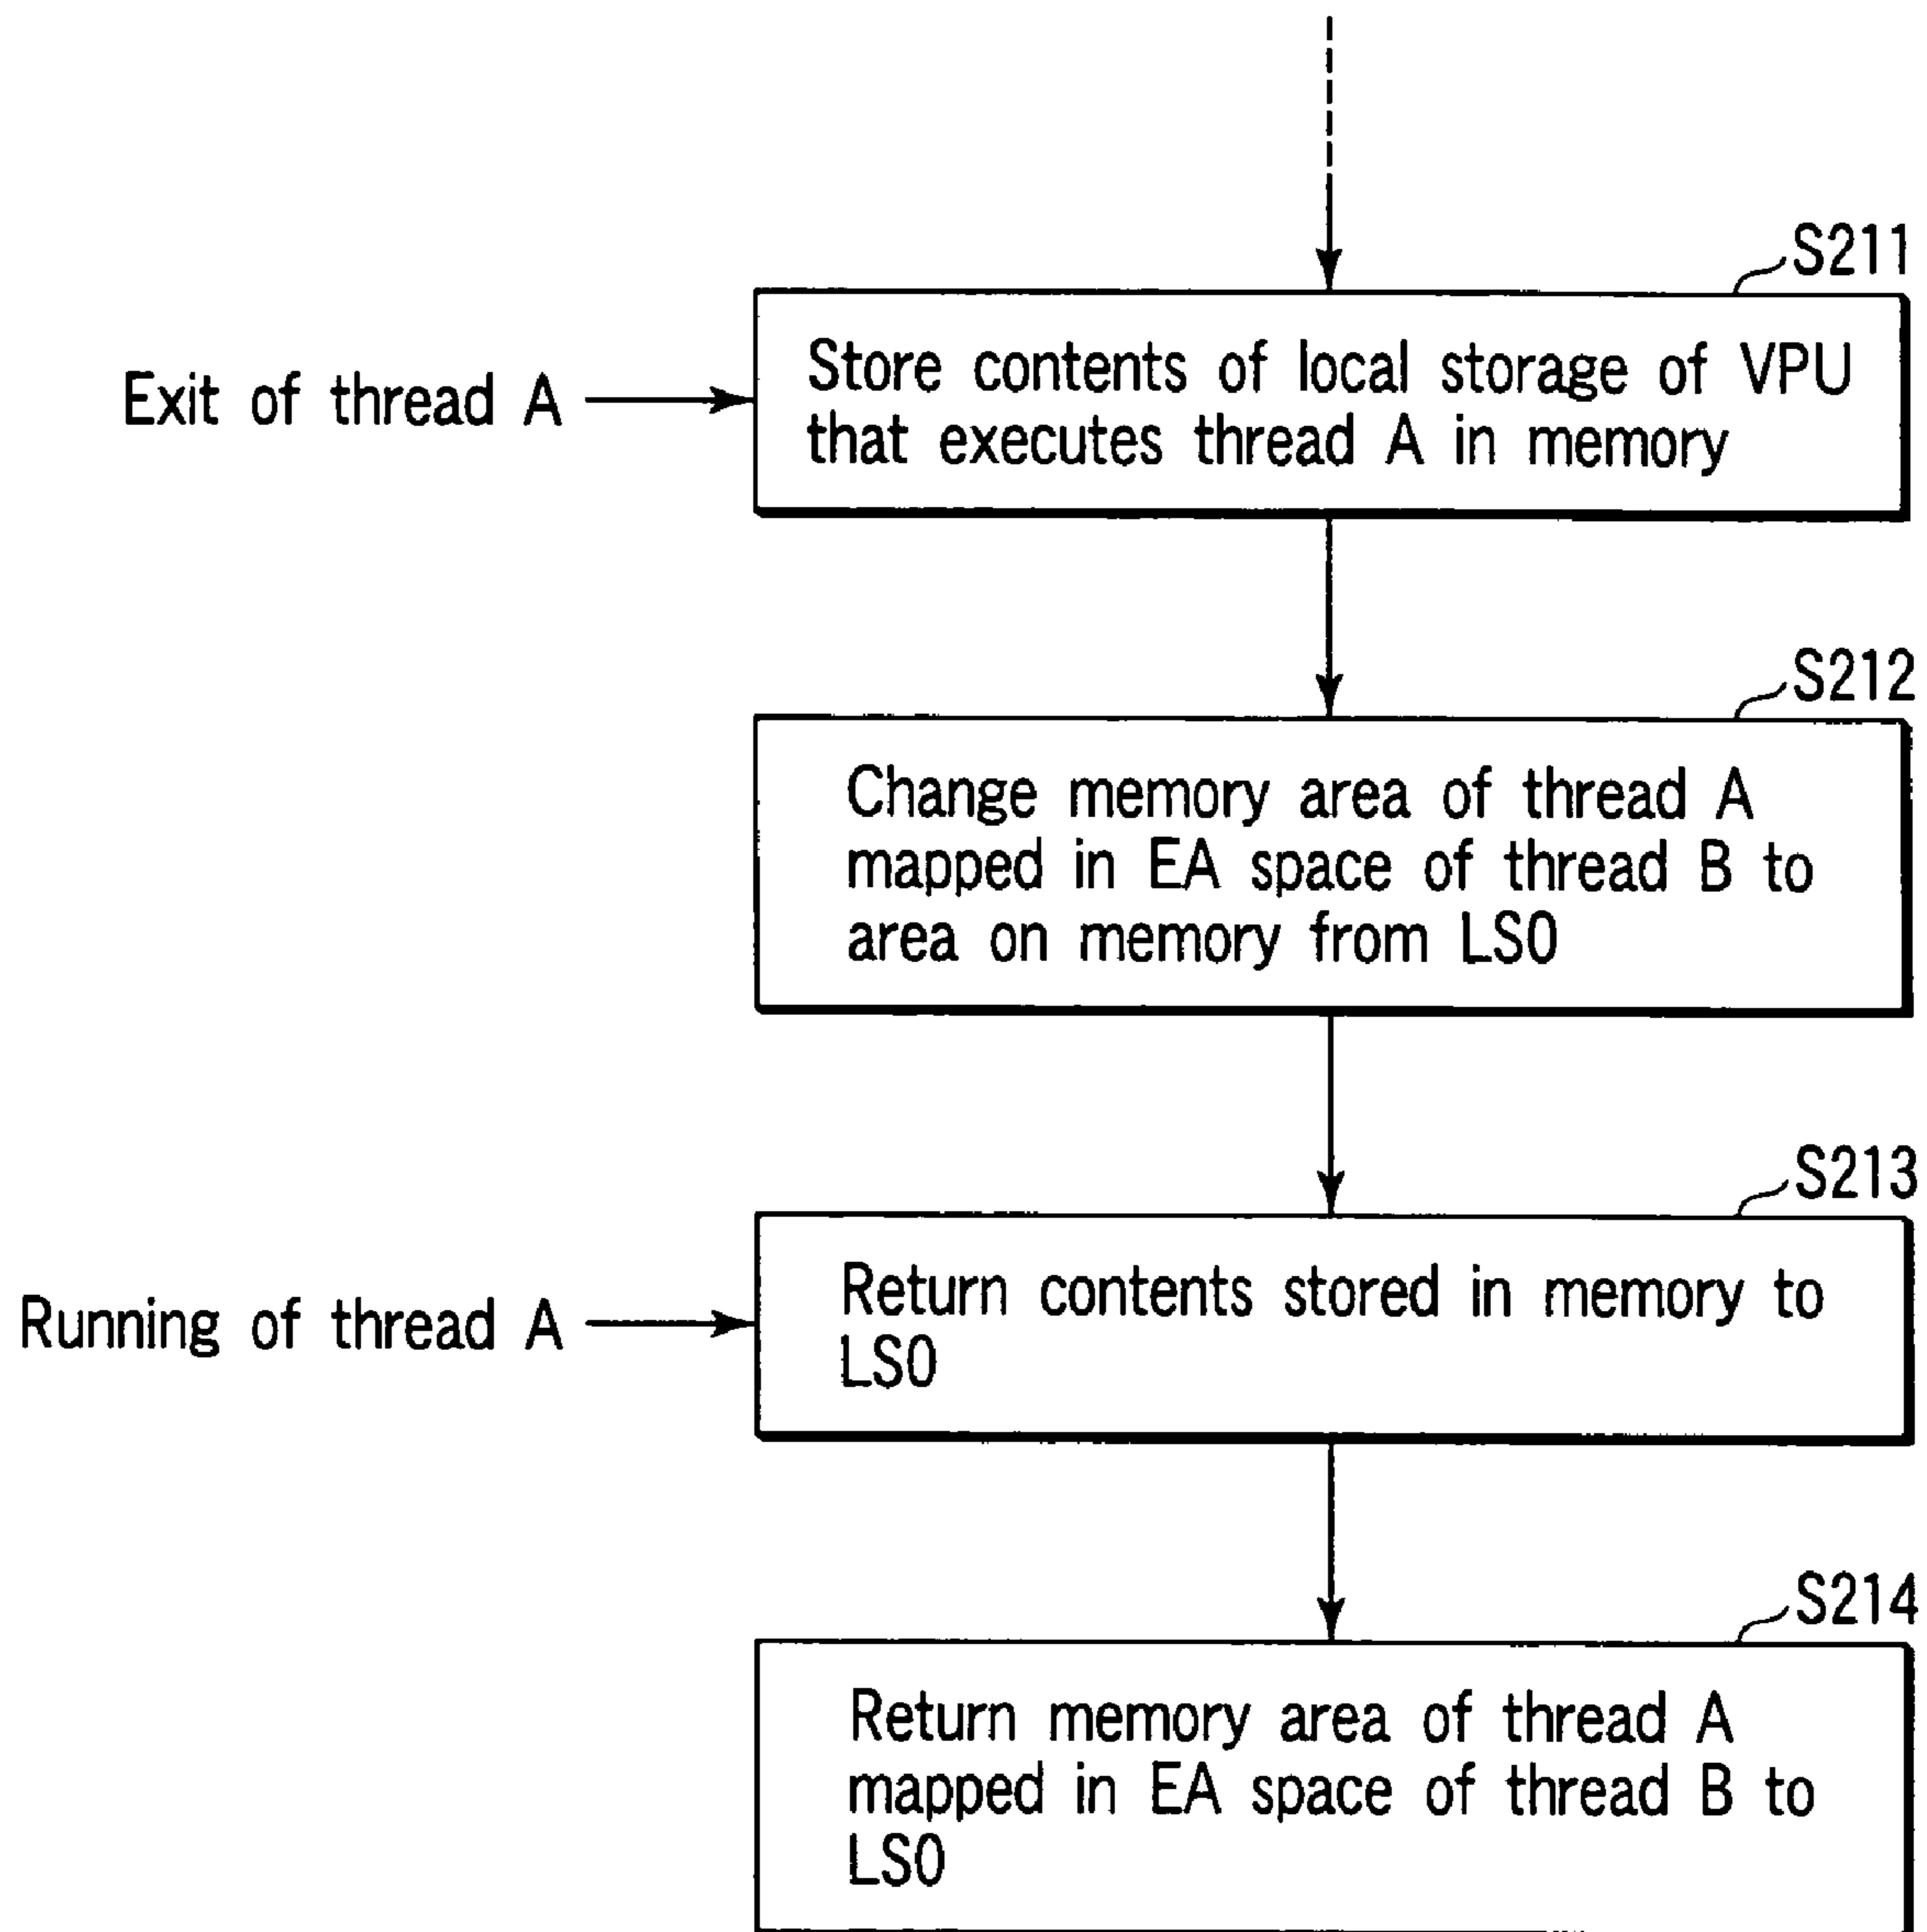 S211
Exit of thread A
Store contents of local storage of VPU
that executes thread A in memory
S212
Change memory area of thread A
mapped in EA space of thread B to
area on memory from LS0
S213
Running of thread A
Return contents stored in memory to
LS0
S214
Return memory area of thread A
mapped in EA space of thread B to
LS0